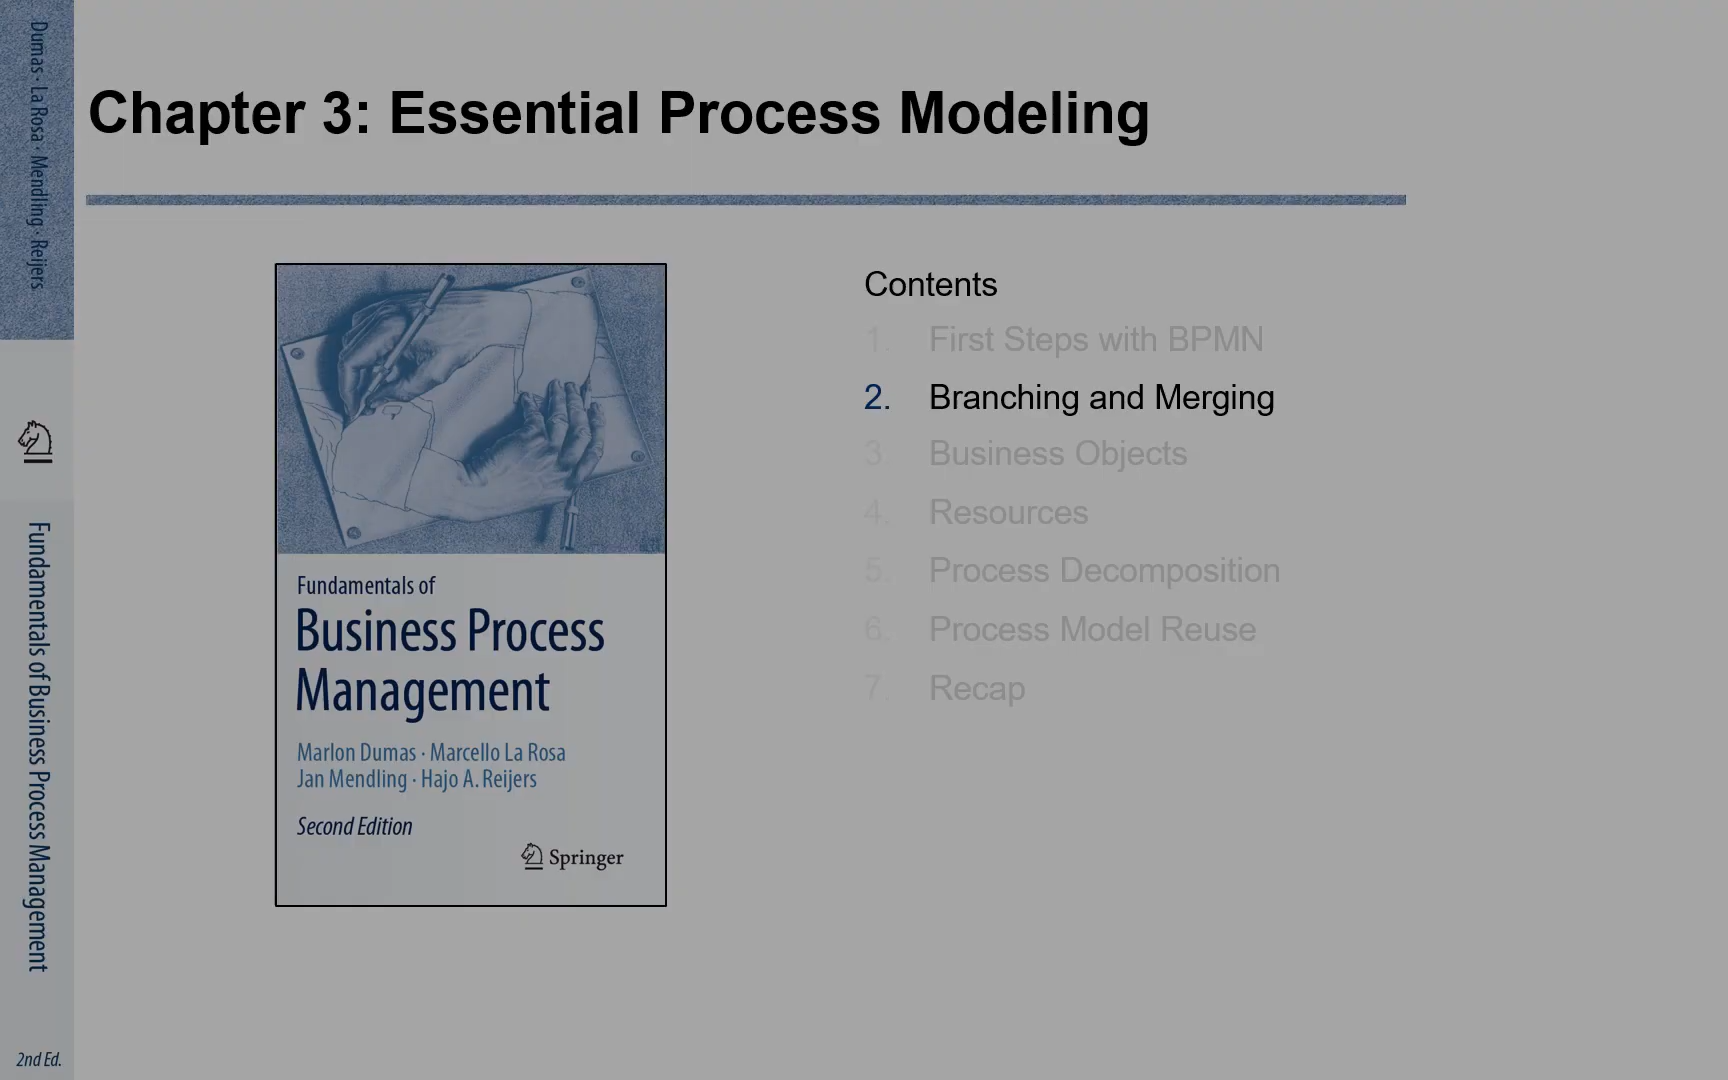 Dumas · La Rosa · Mendling · Reijers
Fundamentals of Business Process Management
2nd Ed.
Chapter 3: Essential Process Modeling
Fundamentals of
Business Process
Management
Marlon Dumas · Marcello La Rosa
Jan Mendling · Hajo A. Reijers
Second Edition
Springer
Contents
1. First Steps with BPMN
2. Branching and Merging
3. Business Objects
4. Resources
5. Process Decomposition
6. Process Model Reuse
7. Recap